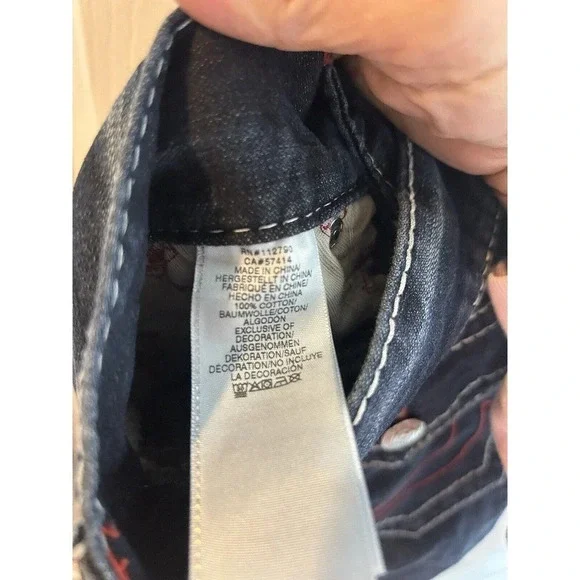 RN#112790
CA#57414
MADE IN CHINA/
HERGESTELLT IN CHINA/
FABRIQUÉ EN CHINE/
HECHO EN CHINA
100% COTTON/
BAUMWOLLE/COTON/
ALGODÓN
EXCLUSIVE OF
DECORATION/
AUSGENOMMEN
DEKORATION/SAUF
DÉCORATION/NO INCLUYE
LA DECORACIÓN